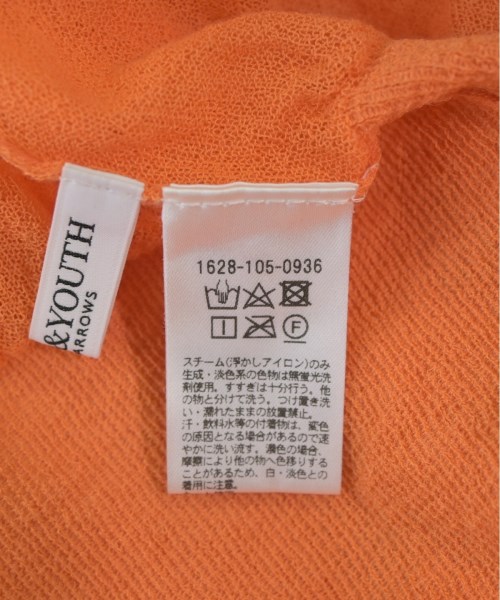 &YOUTH
ARROWS
1628-105-0936
F
スチーム(浮かしアイロン)のみ
生成・淡色系の色物は無蛍光洗
剤使用。すすぎは十分行う。他
の物と分けて洗う。つけ置き洗
い・濡れたままの放置禁止。
汗・飲料水等の付着物は、変色
の原因となる場合があるので速
やかに洗い流す。濃色の場合、
摩擦により他の物へ色移りする
ことがあるため、白・淡色との
着用に注意。